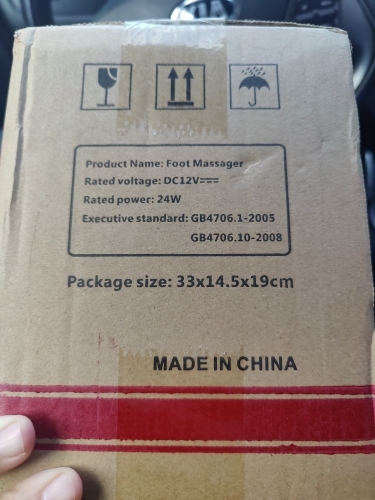 Product Name: Foot Massager
Rated voltage: DC12V⎓
Rated power: 24W
Executive standard: GB4706.1-2005
GB4706.10-2008
Package size: 33x14.5x19cm
MADE IN CHINA